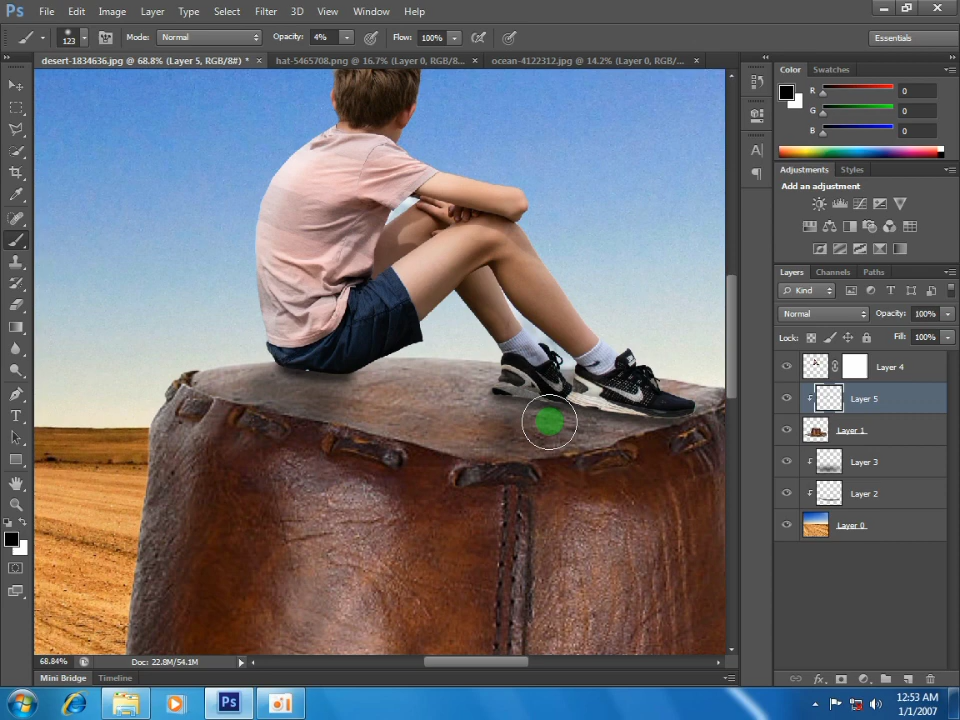 Ps File Edit Image Layer Type Select Filter 3D View Window Help
123 Mode: Normal Opacity: 4% Flow: 100% Essentials
desert-1834636.jpg @ 68.8% (Layer 5, RGB/8#) * × hat-5465708.png @ 16.7% (Layer 0, RGB/8... × ocean-4122312.jpg @ 14.2% (Layer 0, RGB/... ×
Color Swatches
R 0
G 0
B 0
Adjustments Styles
Add an adjustment
Layers Channels Paths
Kind
Normal Opacity: 100%
Lock: Fill: 100%
Layer 4
Layer 5
Layer 1
Layer 3
Layer 2
Layer 0
68.84% Doc: 22.8M/54.1M
Mini Bridge Timeline
Ps
12:53 AM
1/1/2007